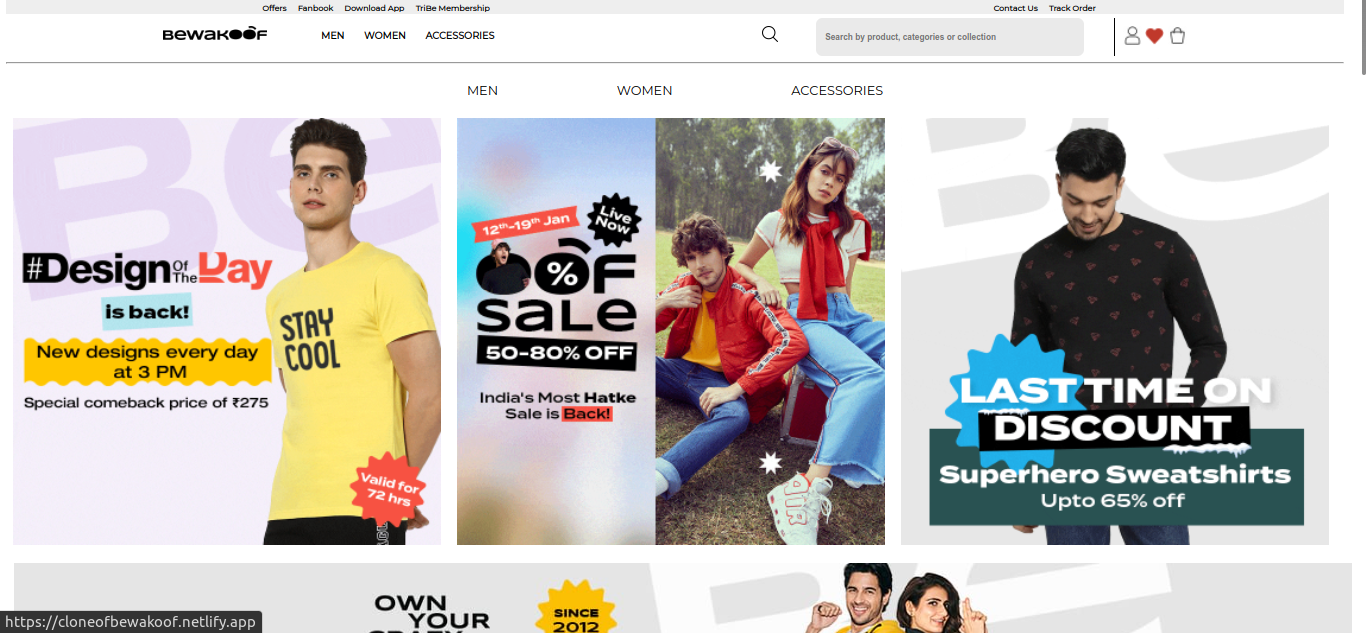 Offers Fanbook Download App TriBe Membership Contact Us Track Order
BEWAKOOF MEN WOMEN ACCESSORIES Search by product, categories or collection
MEN WOMEN ACCESSORIES
#Design Of The Day
is back!
New designs every day
at 3 PM
Special comeback price of ₹275
STAY
COOL
Valid for
72 hrs
12th-19th Jan
Live
Now
OOF
%
SALE
50-80% OFF
India's Most Hatke
Sale is Back!
AIR
LAST TIME ON
DISCOUNT
Superhero Sweatshirts
Upto 65% off
OWN
YOUR
CRAZY
SINCE
2012
https://cloneofbewakoof.netlify.app